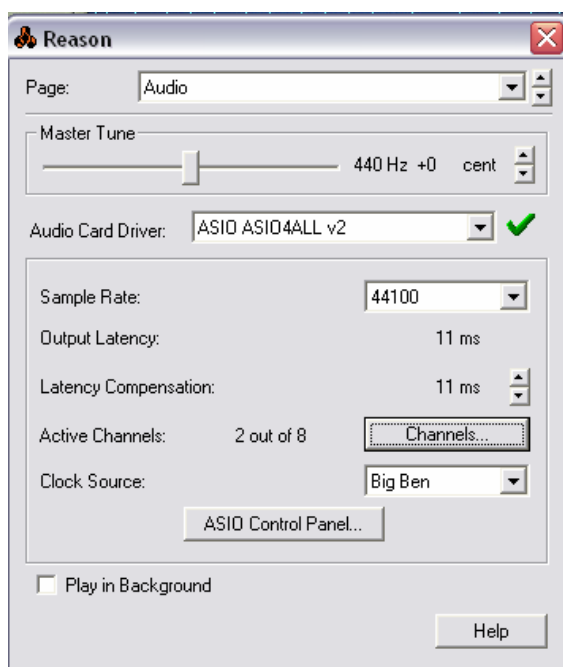 Reason
Page: Audio
Master Tune
440 Hz +0 cent
Audio Card Driver: ASIO ASIO4ALL v2
Sample Rate: 44100
Output Latency: 11 ms
Latency Compensation: 11 ms
Active Channels: 2 out of 8 Channels...
Clock Source: Big Ben
ASIO Control Panel...
Play in Background
Help